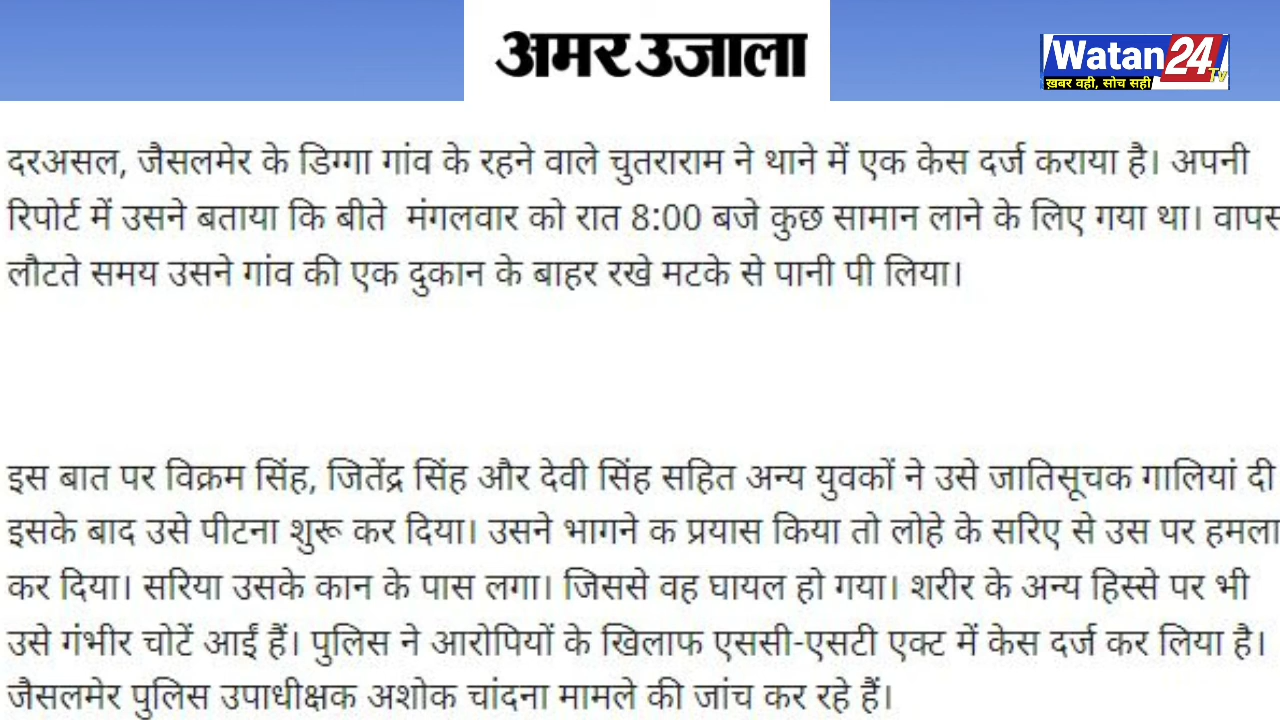 अमर उजाला
Watan 24 Tv
ख़बर वही, सोच सही
दरअसल, जैसलमेर के डिग्गा गांव के रहने वाले चुतराराम ने थाने में एक केस दर्ज कराया है। अपनी
रिपोर्ट में उसने बताया कि बीते मंगलवार को रात 8:00 बजे कुछ सामान लाने के लिए गया था। वापस
लौटते समय उसने गांव की एक दुकान के बाहर रखे मटके से पानी पी लिया।
इस बात पर विक्रम सिंह, जितेंद्र सिंह और देवी सिंह सहित अन्य युवकों ने उसे जातिसूचक गालियां दी
इसके बाद उसे पीटना शुरू कर दिया। उसने भागने क प्रयास किया तो लोहे के सरिए से उस पर हमला
कर दिया। सरिया उसके कान के पास लगा। जिससे वह घायल हो गया। शरीर के अन्य हिस्से पर भी
उसे गंभीर चोटें आईं हैं। पुलिस ने आरोपियों के खिलाफ एससी-एसटी एक्ट में केस दर्ज कर लिया है।
जैसलमेर पुलिस उपाधीक्षक अशोक चांदना मामले की जांच कर रहे हैं।